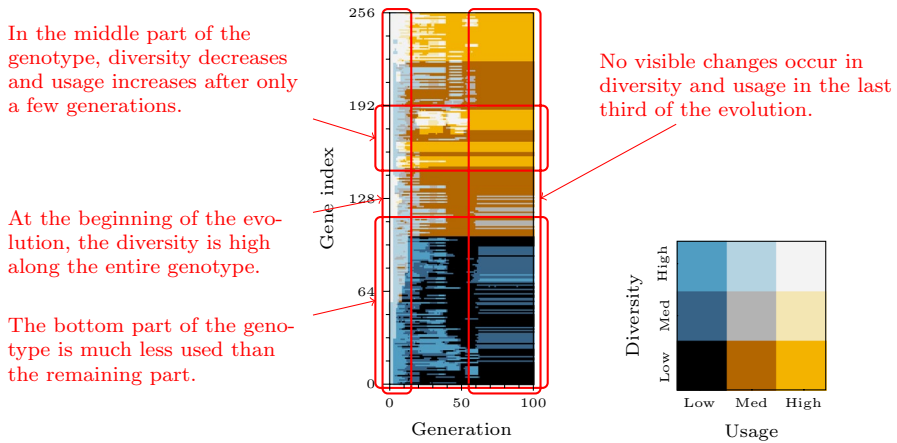 In the middle part of the
genotype, diversity decreases
and usage increases after only
a few generations.
At the beginning of the evo-
lution, the diversity is high
along the entire genotype.
The bottom part of the geno-
type is much less used than
the remaining part.
256
192
128
64
0
Gene index
0
50
100
Generation
No visible changes occur in
diversity and usage in the last
third of the evolution.
Diversity
High
Med
Low
Low
Med
High
Usage